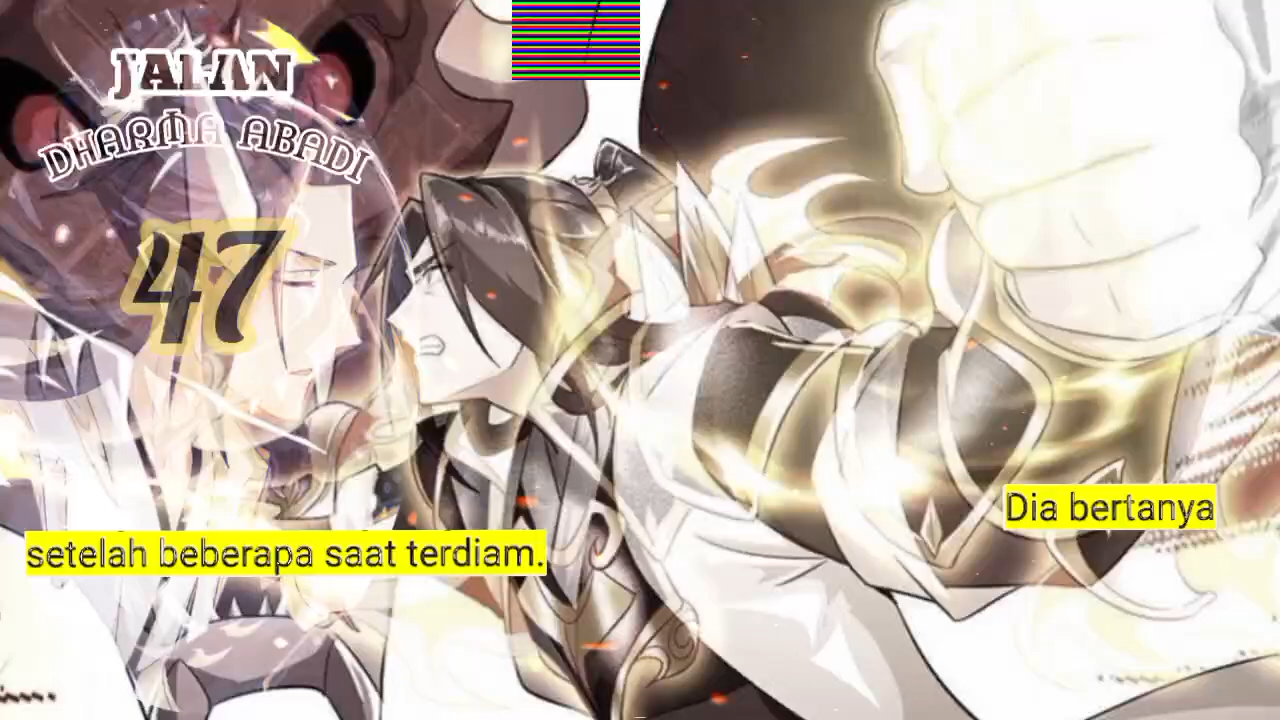 JALAN
DHARMA ABADI
47
Dia bertanya
setelah beberapa saat terdiam.